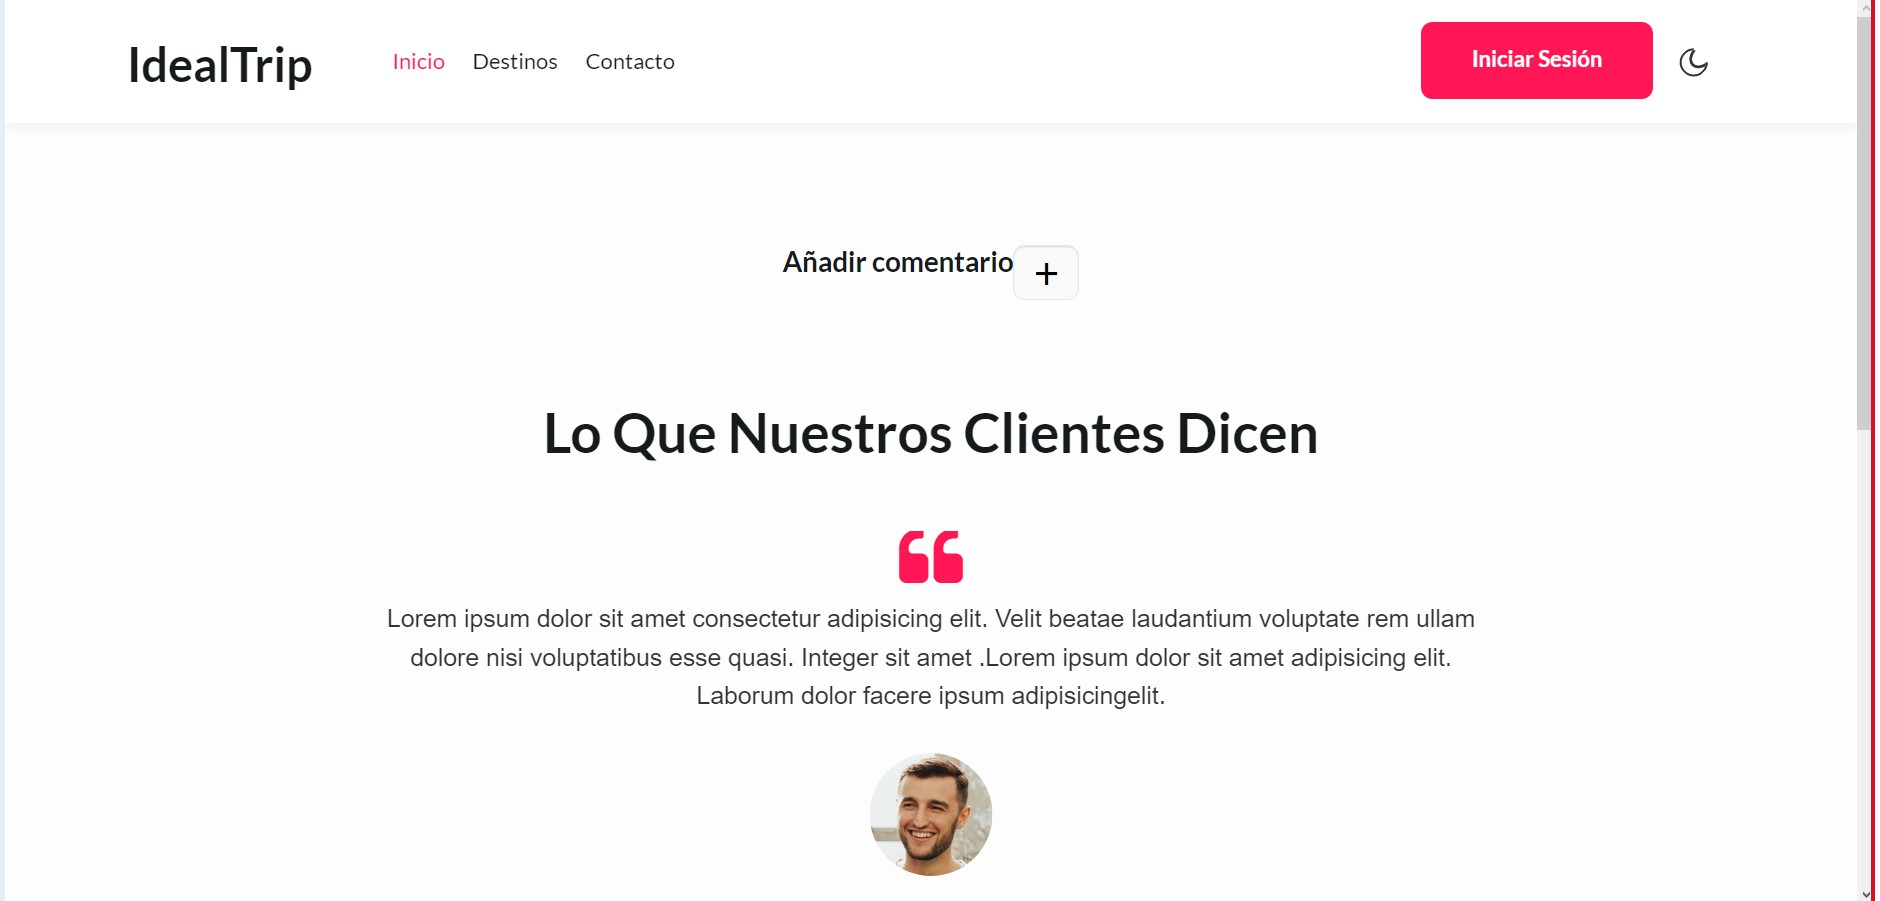 IdealTrip
Inicio Destinos Contacto
Iniciar Sesión
Añadir comentario
+
Lo Que Nuestros Clientes Dicen
Lorem ipsum dolor sit amet consectetur adipisicing elit. Velit beatae laudantium voluptate rem ullam
dolore nisi voluptatibus esse quasi. Integer sit amet .Lorem ipsum dolor sit amet adipisicing elit.
Laborum dolor facere ipsum adipisicingelit.